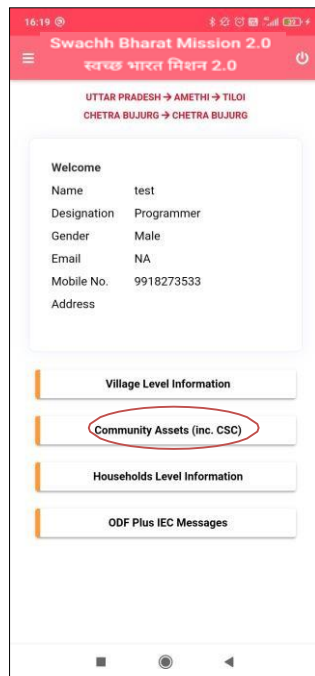 16:19
Swachh Bharat Mission 2.0
स्वच्छ भारत मिशन 2.0
UTTAR PRADESH → AMETHI → TILOI
CHETRA BUJURG → CHETRA BUJURG
Welcome
Name test
Designation Programmer
Gender Male
Email NA
Mobile No. 9918273533
Address
Village Level Information
Community Assets (inc. CSC)
Households Level Information
ODF Plus IEC Messages